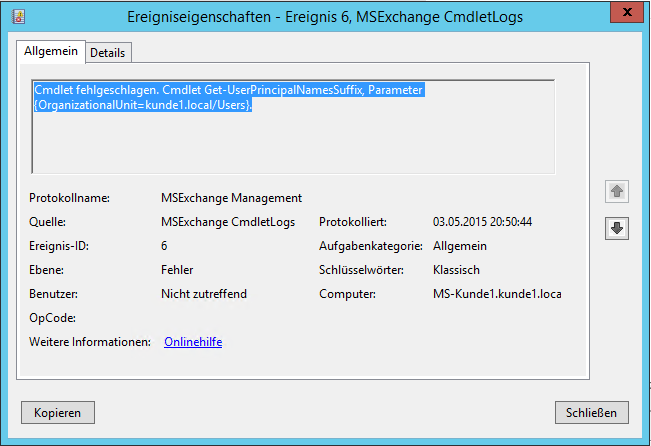 Ereigniseigenschaften - Ereignis 6, MSExchange CmdletLogs
x
Allgemein Details
Cmdlet fehlgeschlagen. Cmdlet Get-UserPrincipalNamesSuffix, Parameter
{OrganizationalUnit=kunde1.local/Users}.
Protokollname: MSExchange Management
Quelle: MSExchange CmdletLogs Protokolliert: 03.05.2015 20:50:44
Ereignis-ID: 6 Aufgabenkategorie: Allgemein
Ebene: Fehler Schlüsselwörter: Klassisch
Benutzer: Nicht zutreffend Computer: MS-Kunde1.kunde1.loca
OpCode:
Weitere Informationen: Onlinehilfe
Kopieren Schließen